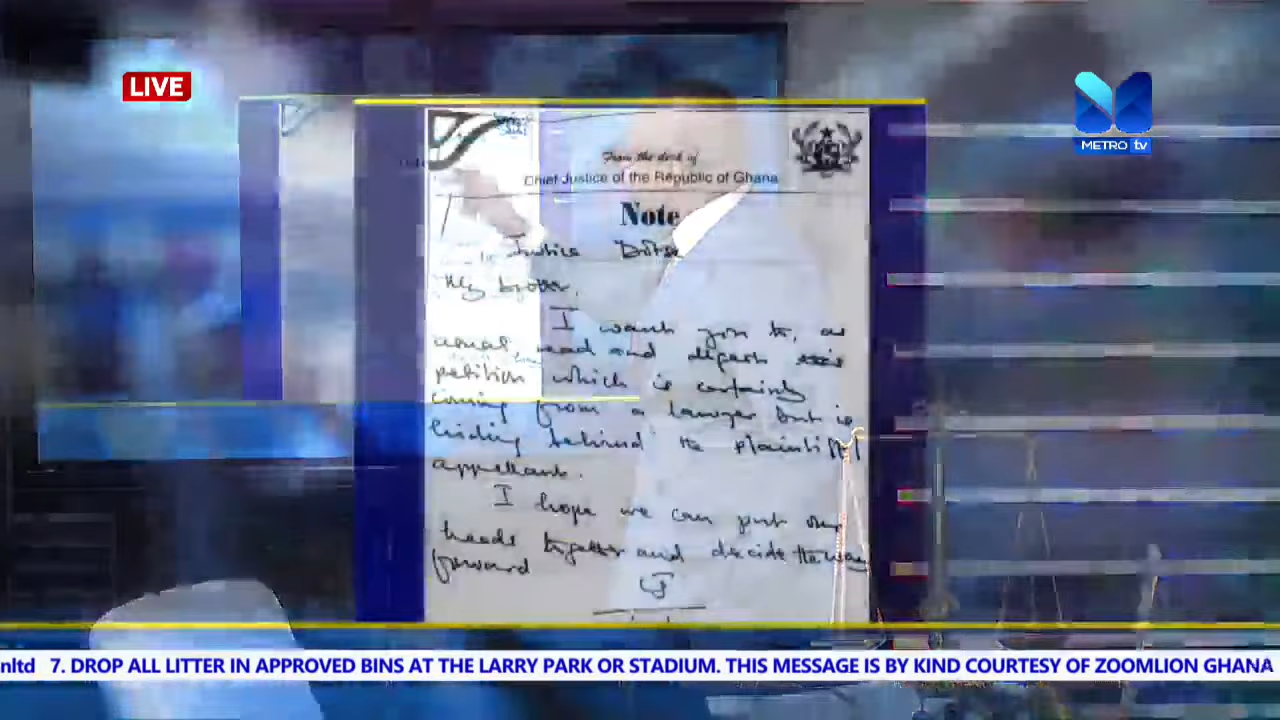 LIVE
METRO tv
From the desk of
Chief Justice of the Republic of Ghana
Note
Justice Dotse
My brother,
I want you to, as
usual, read and digest this
petition which is certainly
coming from a lawyer but is
hiding behind the plaintiff/
appellant.
I hope we can put our
heads together and decide the way
forward
CJ
nltd 7. DROP ALL LITTER IN APPROVED BINS AT THE LARRY PARK OR STADIUM. THIS MESSAGE IS BY KIND COURTESY OF ZOOMLION GHANA